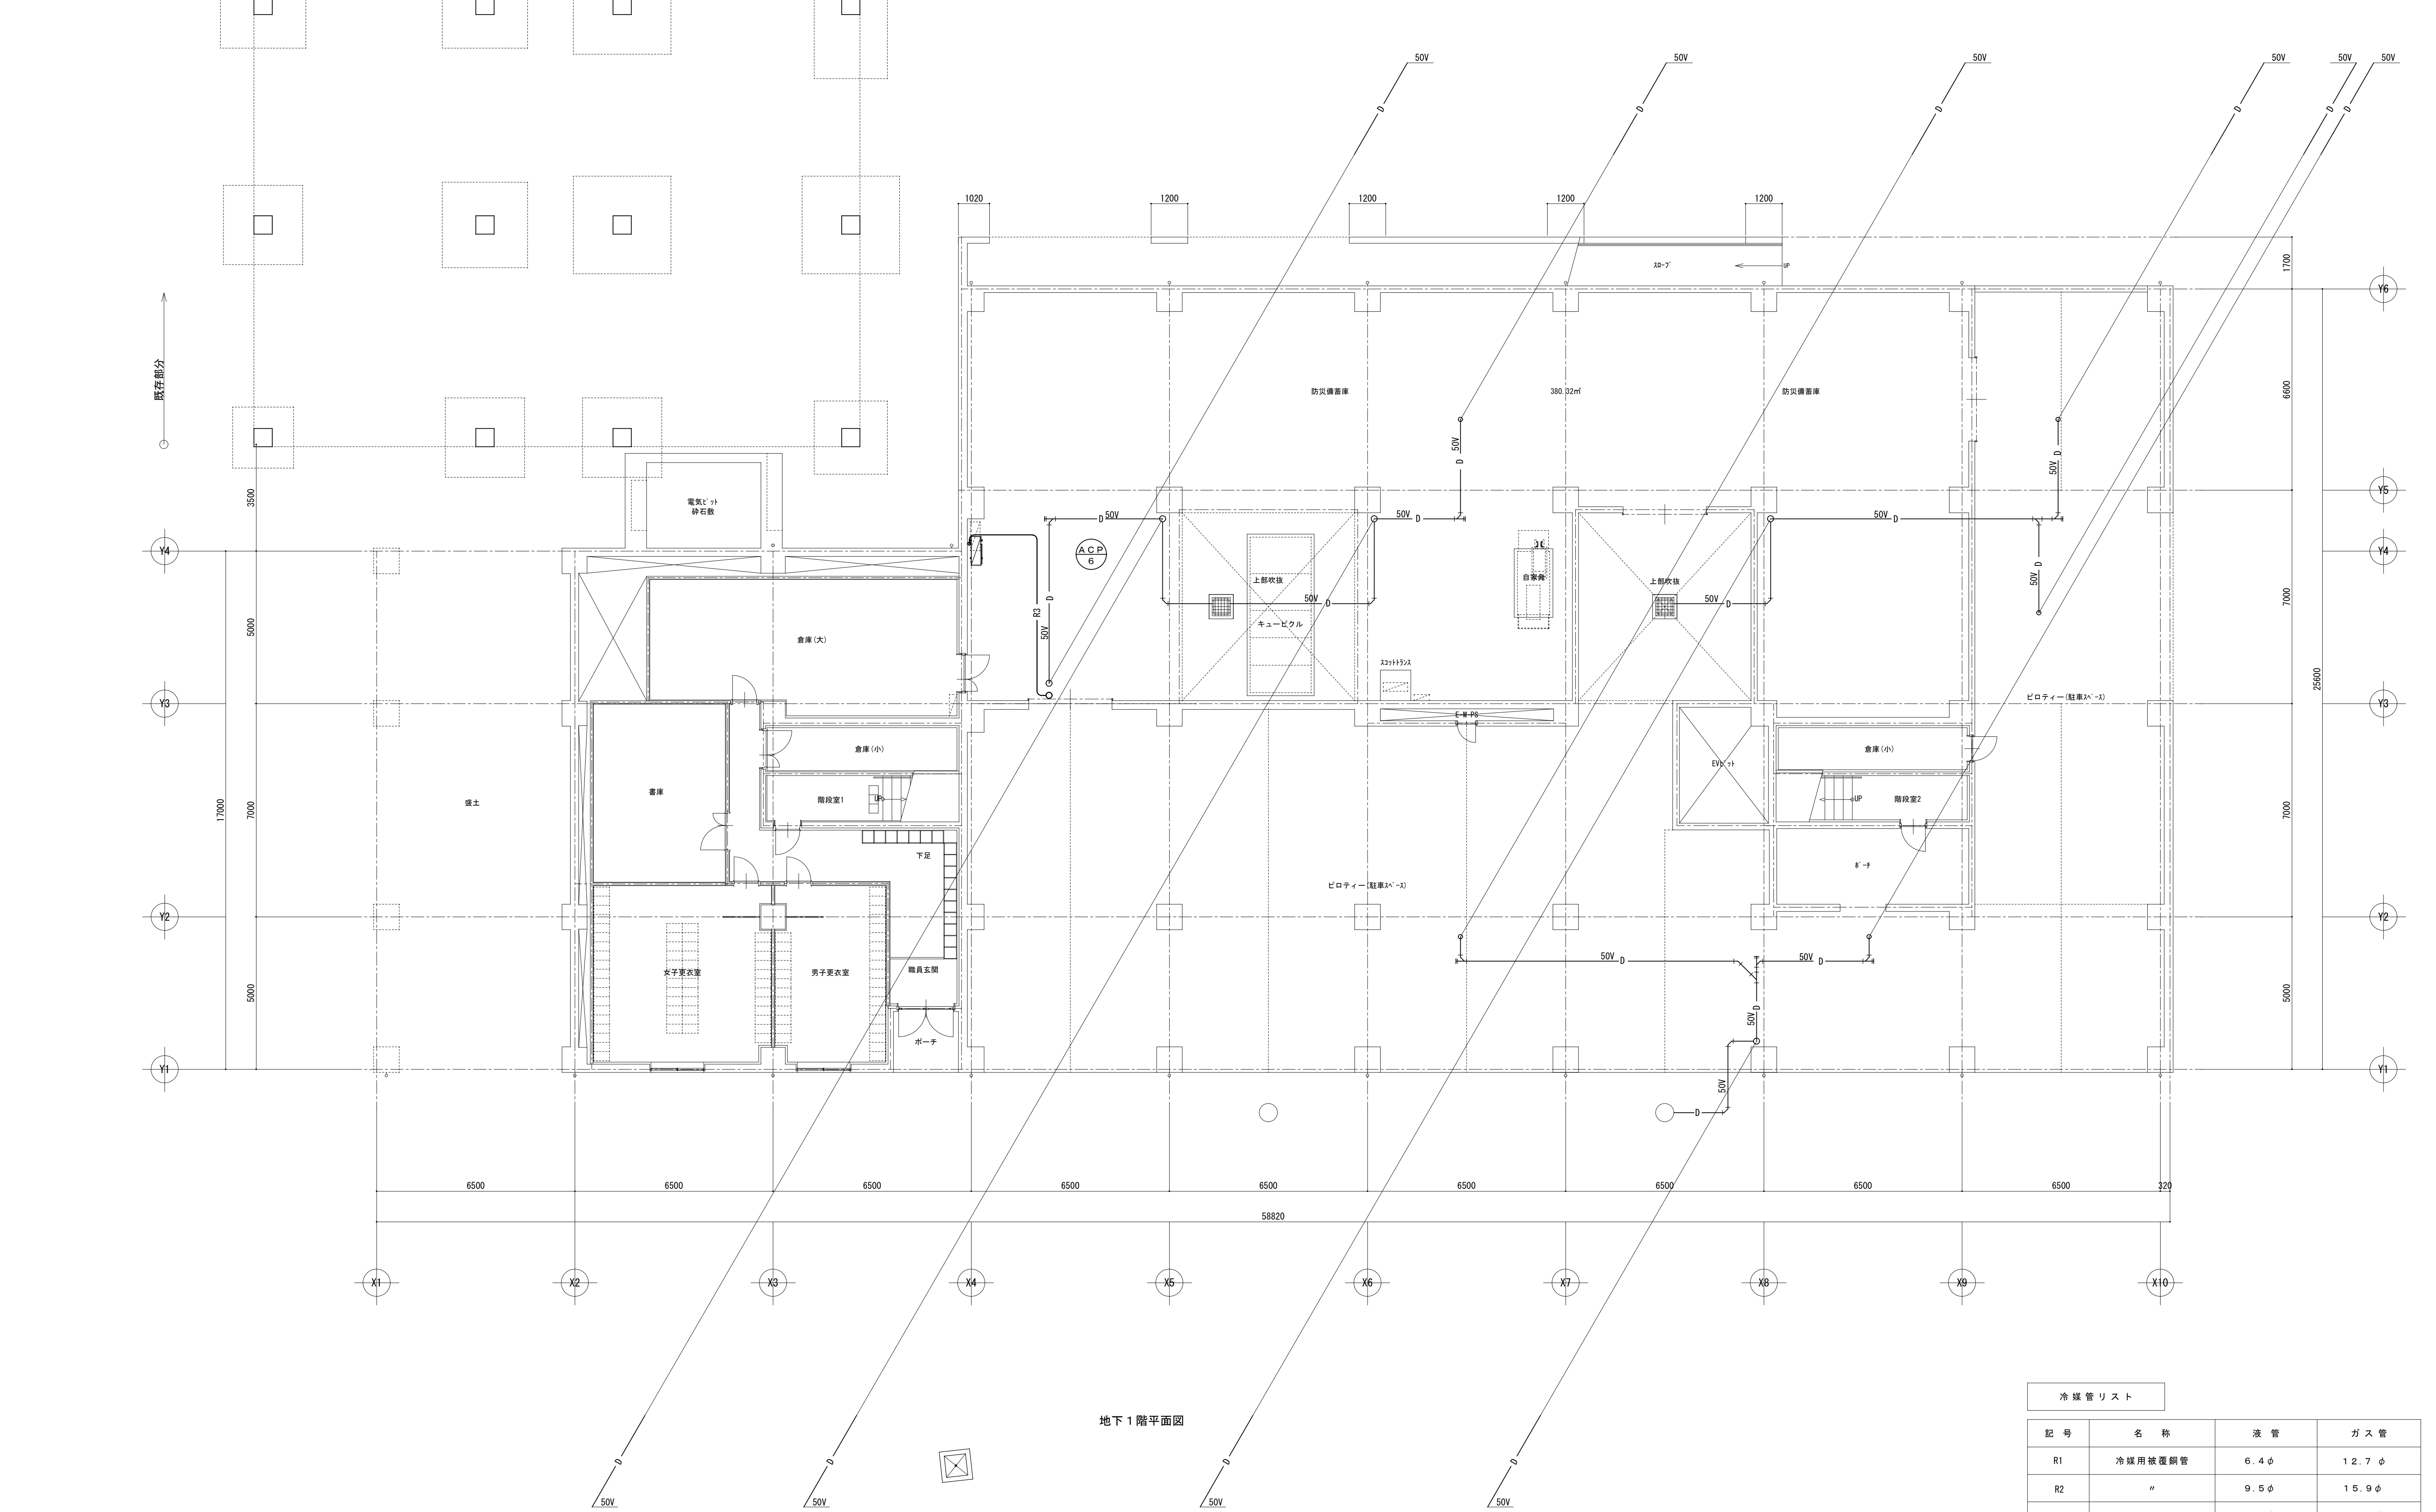 50V
50V
50V
50V
50V
50V
D
D
D
D
D
D
1020
1200
1200
1200
1200
スロープ
UP
1700
Y6
既存部分
防災備蓄庫
380.32㎡
防災備蓄庫
6600
50V
D
D
50V
3500
電気ピット
砕石敷
Y5
D
50V
50V
D
50V
D
Y4
ACP
6
Y4
上部吹抜
自家発
上部吹抜
D
50V
7000
D
50V
D
50V
D
R3
50V
5000
キュービクル
倉庫(大)
スコットトランス
25600
Y3
ピロティー(駐車スペース)
Y3
E-M-PS
倉庫(小)
倉庫(小)
EVピット
書庫
階段室1
UP
UP
階段室2
盛土
17000
7000
7000
下足
ポーチ
ピロティー(駐車スペース)
Y2
Y2
50V
D
50V
D
女子更衣室
男子更衣室
職員玄関
5000
5000
D
50V
ポーチ
Y1
Y1
50V
D
6500
6500
6500
6500
6500
6500
6500
6500
6500
320
58820
X1
X2
X3
X4
X5
X6
X7
X8
X9
X10
冷媒管リスト
地下1階平面図
記号
名称
液管
ガス管
D
D
D
D
R1
冷媒用被覆銅管
6.4φ
12.7φ
R2
〃
9.5φ
15.9φ
50V
50V
50V
50V